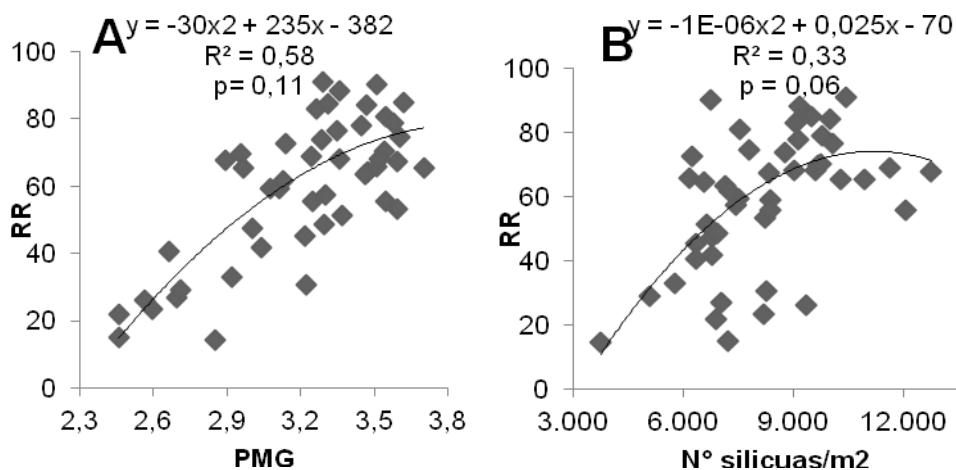 A
y = -30x2 + 235x - 382
R² = 0,58
p= 0,11
100
80
60
40
20
0
RR
2,3 2,6 2,9 3,2 3,5 3,8
PMG
B
y = -1E-06x2 + 0,025x - 70
R² = 0,33
p = 0,06
100
80
60
40
20
0
RR
3.000 6.000 9.000 12.000
N° silicuas/m2